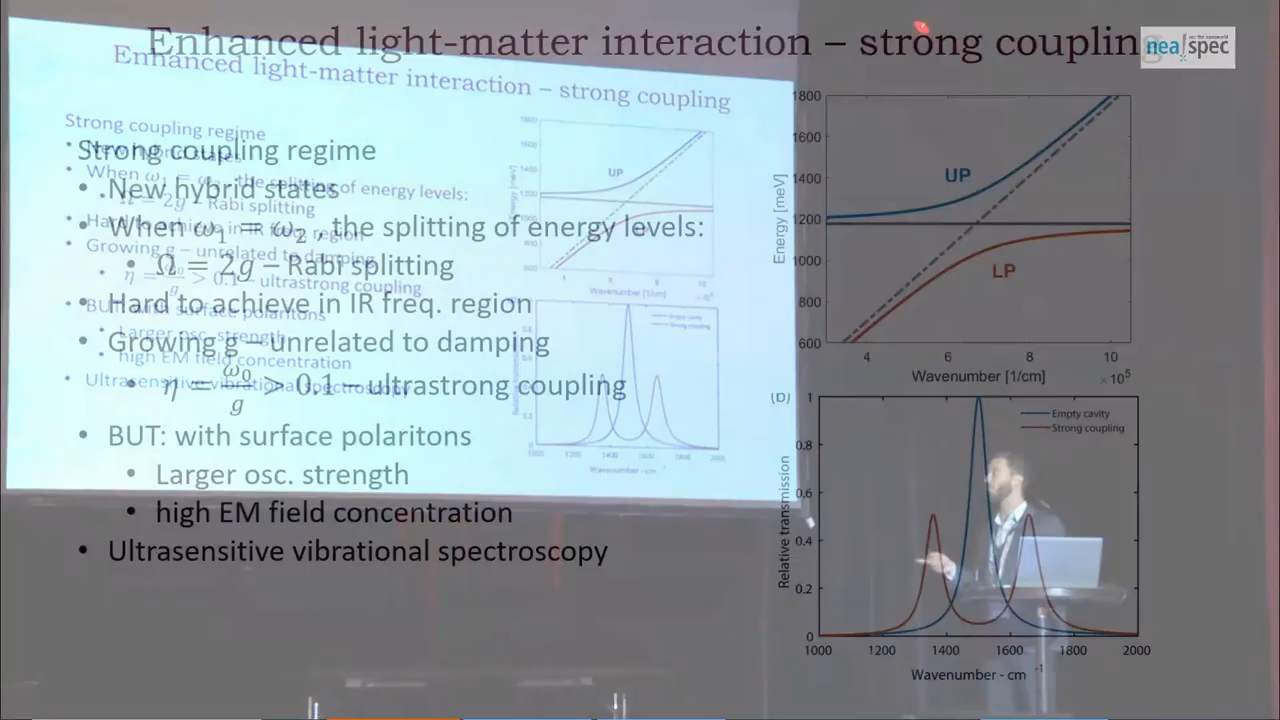 Enhanced light-matter interaction – strong coupling
nea spec
Enhanced light-matter interaction – strong coupling
Strong coupling regime
Strong coupling regime
• New hybrid states
• When ω₁ = ω₂ , the splitting of energy levels:
• Ω = 2g – Rabi splitting
• Hard to achieve in IR freq. region
• Growing g – unrelated to damping
• η = ω₀/g > 0.1 – ultrastrong coupling
• BUT: with surface polaritons
• Larger osc. strength
• high EM field concentration
• Ultrasensitive vibrational spectroscopy
1800
1600
1400
1200
1000
800
600
Energy [meV]
UP
LP
4
6
8
10
Wavenumber [1/cm]
×10⁵
(b)
1
0.8
0.6
0.4
0.2
0
Relative transmission
Empty cavity
Strong coupling
1000
1200
1400
1600
1800
2000
Wavenumber - cm⁻¹